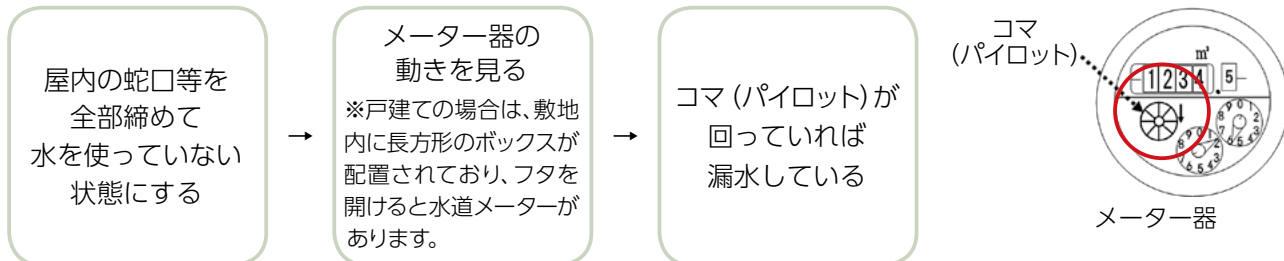 屋内の蛇口等を
全部締めて
水を使っていない
状態にする
→
メーター器の
動きを見る
※戸建ての場合は、敷地
内に長方形のボックスが
配置されており、フタを
開けると水道メーターが
あります。
→
コマ(パイロット)が
回っていれば
漏水している
コマ
(パイロット)
m³
1234.5
メーター器